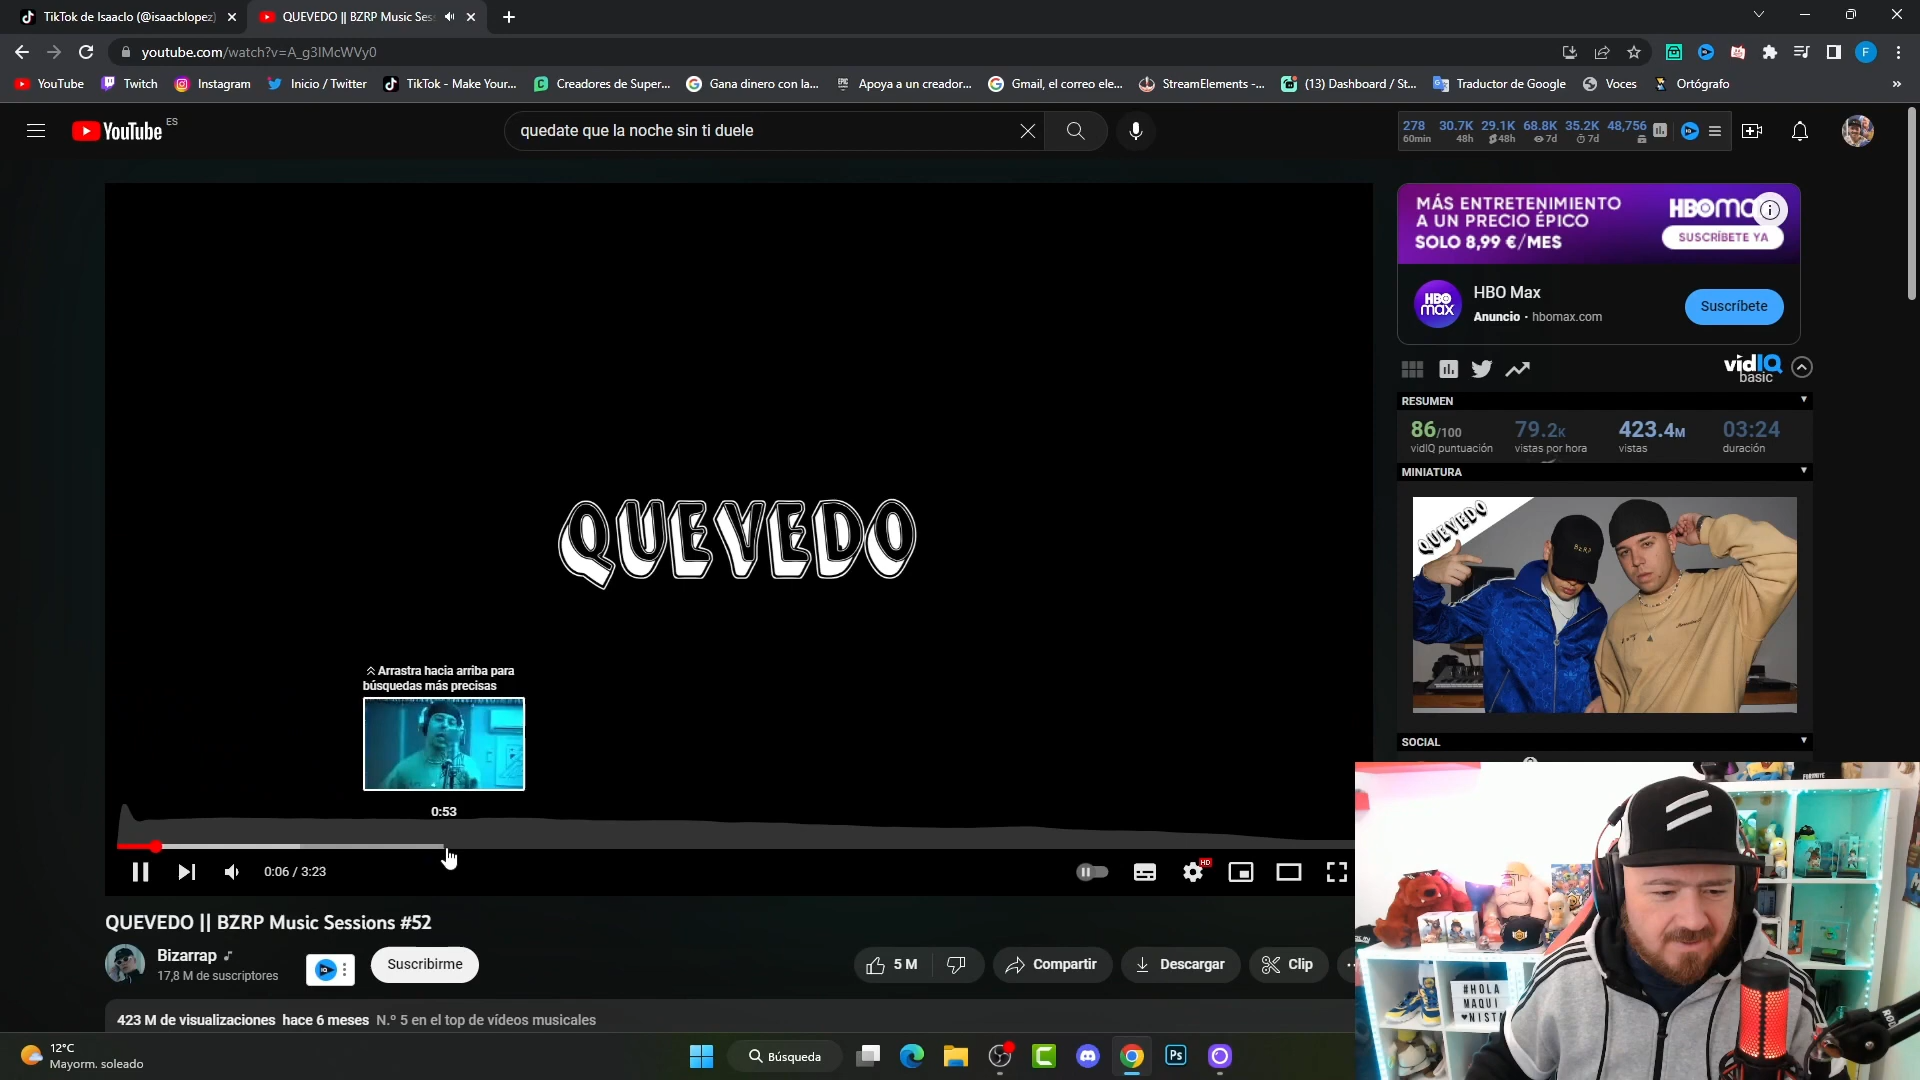 TikTok de Isaaclo (@isaacblopez)
QUEVEDO || BZRP Music Ses
youtube.com/watch?v=A_g3IMcWVy0
YouTube
Twitch
Instagram
Inicio / Twitter
TikTok - Make Your...
Creadores de Super...
Gana dinero con la...
Apoya a un creador...
Gmail, el correo ele...
StreamElements -...
(13) Dashboard / St...
Traductor de Google
Voces
Ortógrafo
»
YouTube ES
quedate que la noche sin ti duele
278 30.7K 29.1K 68.8K 35.2K 48,756
60min 48h 48h 7d 7d
MÁS ENTRETENIMIENTO
A UN PRECIO ÉPICO
SOLO 8,99 €/MES
SUSCRÍBETE YA
HBO max
HBO Max
Anuncio · hbomax.com
Suscríbete
vidIQ
basic
RESUMEN
86/100 79.2K 423.4M 03:24
vidIQ puntuación vistas por hora vistas duración
MINIATURA
QUEVEDO
BZRP
SOCIAL
QUEVEDO
Arrastra hacia arriba para
búsquedas más precisas
0:53
0:06 / 3:23
HD
QUEVEDO || BZRP Music Sessions #52
Bizarrap
17,8 M de suscriptores
Suscribirme
5 M
Compartir
Descargar
Clip
423 M de visualizaciones hace 6 meses N.º 5 en el top de vídeos musicales
#HOLA
MAQUI
♥NIST
12°C
Mayorm. soleado
Búsqueda
Ps